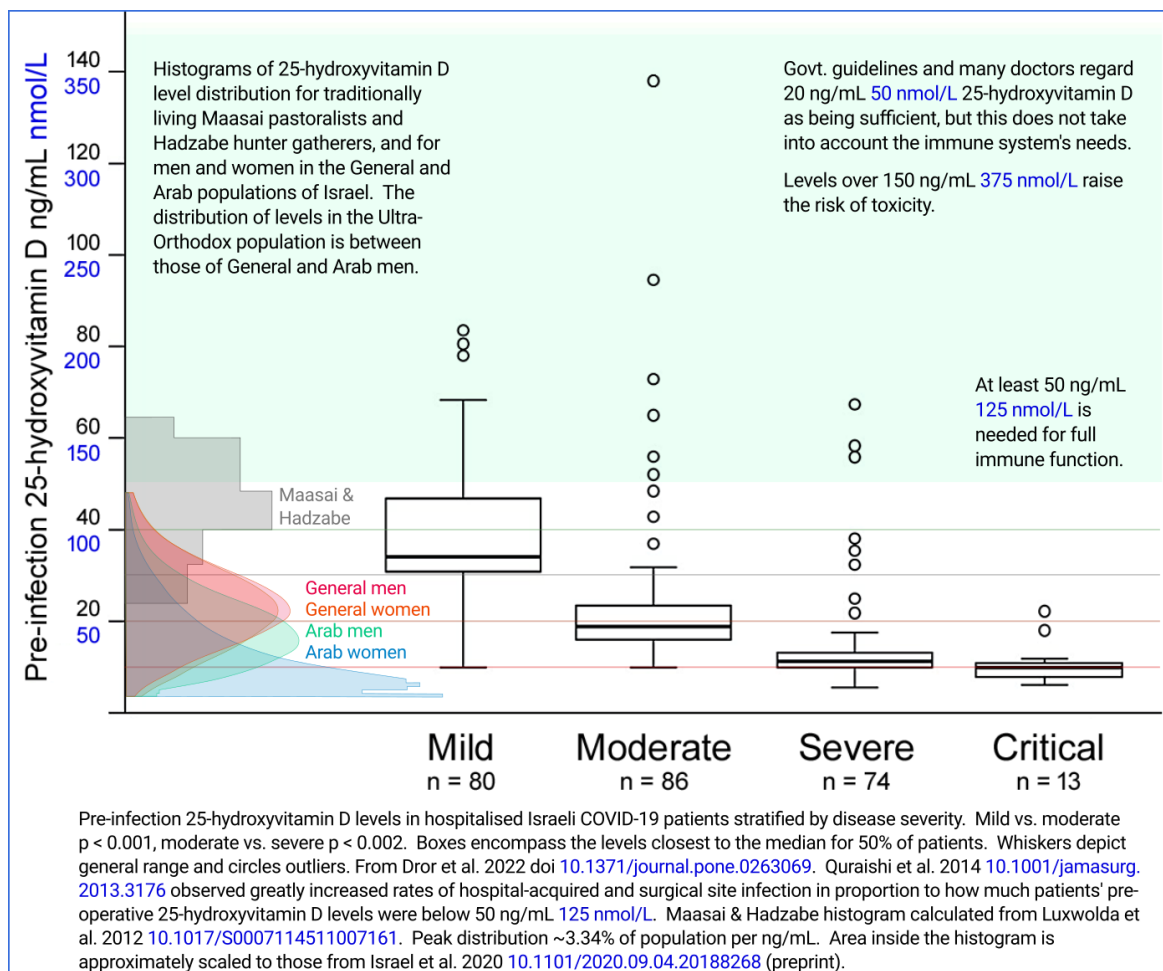 Pre-infection 25-hydroxyvitamin D ng/mL nmol/L
140
350
120
300
100
250
80
200
60
150
40
100
20
50
Histograms of 25-hydroxyvitamin D
level distribution for traditionally
living Maasai pastoralists and
Hadzabe hunter gatherers, and for
men and women in the General and
Arab populations of Israel. The
distribution of levels in the Ultra-
Orthodox population is between
those of General and Arab men.
Govt. guidelines and many doctors regard
20 ng/mL 50 nmol/L 25-hydroxyvitamin D
as being sufficient, but this does not take
into account the immune system's needs.
Levels over 150 ng/mL 375 nmol/L raise
the risk of toxicity.
At least 50 ng/mL
125 nmol/L is
needed for full
immune function.
Maasai &
Hadzabe
General men
General women
Arab men
Arab women
Mild
n = 80
Moderate
n = 86
Severe
n = 74
Critical
n = 13
Pre-infection 25-hydroxyvitamin D levels in hospitalised Israeli COVID-19 patients stratified by disease severity. Mild vs. moderate
p < 0.001, moderate vs. severe p < 0.002. Boxes encompass the levels closest to the median for 50% of patients. Whiskers depict
general range and circles outliers. From Dror et al. 2022 doi 10.1371/journal.pone.0263069. Quraishi et al. 2014 10.1001/jamasurg.
2013.3176 observed greatly increased rates of hospital-acquired and surgical site infection in proportion to how much patients' pre-
operative 25-hydroxyvitamin D levels were below 50 ng/mL 125 nmol/L. Maasai & Hadzabe histogram calculated from Luxwolda et
al. 2012 10.1017/S0007114511007161. Peak distribution ~3.34% of population per ng/mL. Area inside the histogram is
approximately scaled to those from Israel et al. 2020 10.1101/2020.09.04.20188268 (preprint).